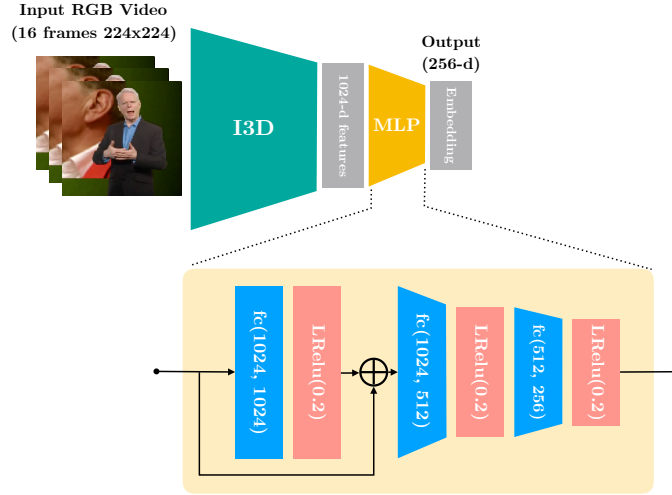 Input RGB Video
(16 frames 224x224)
I3D
1024-d features
MLP
Output
(256-d)
Embedding
fc(1024, 1024)
LRelu(0.2)
fc(1024, 512)
LRelu(0.2)
fc(512, 256)
LRelu(0.2)